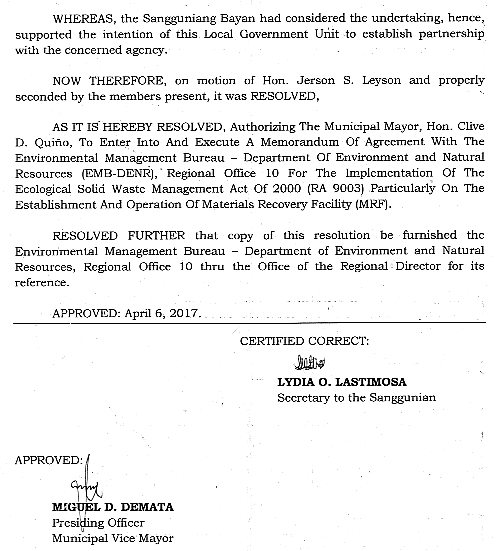 WHEREAS, the Sangguniang Bayan had considered the undertaking, hence,
supported the intention of this Local Government Unit to establish partnership
with the concerned agency.
NOW THEREFORE, on motion of Hon. Jerson S. Leyson and properly
seconded by the members present, it was RESOLVED,
AS IT IS HEREBY RESOLVED, Authorizing The Municipal Mayor, Hon. Clive
D. Quiño, To Enter Into And Execute A Memorandum Of Agreement With The
Environmental Management Bureau – Department Of Environment and Natural
Resources (EMB-DENR), Regional Office 10 For The Implementation Of The
Ecological Solid Waste Management Act Of 2000 (RA 9003) Particularly On The
Establishment And Operation Of Materials Recovery Facility (MRF).
RESOLVED FURTHER that copy of this resolution be furnished the
Environmental Management Bureau – Department of Environment and Natural
Resources, Regional Office 10 thru the Office of the Regional Director for its
reference.
APPROVED: April 6, 2017.
CERTIFIED CORRECT:
LYDIA O. LASTIMOSA
Secretary to the Sanggunian
APPROVED:
MIGUEL D. DEMATA
Presiding Officer
Municipal Vice Mayor